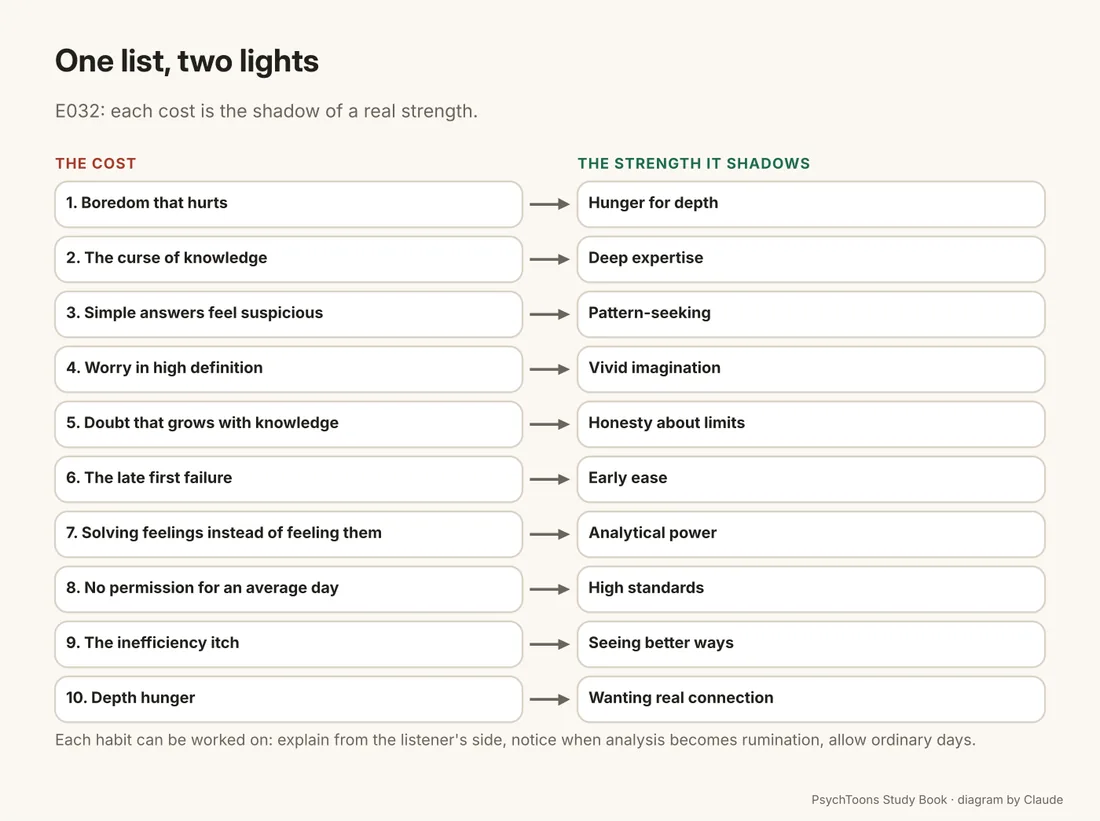 One list, two lights
E032: each cost is the shadow of a real strength.
THE COST
THE STRENGTH IT SHADOWS
1. Boredom that hurts
Hunger for depth
2. The curse of knowledge
Deep expertise
3. Simple answers feel suspicious
Pattern-seeking
4. Worry in high definition
Vivid imagination
5. Doubt that grows with knowledge
Honesty about limits
6. The late first failure
Early ease
7. Solving feelings instead of feeling them
Analytical power
8. No permission for an average day
High standards
9. The inefficiency itch
Seeing better ways
10. Depth hunger
Wanting real connection
Each habit can be worked on: explain from the listener's side, notice when analysis becomes rumination, allow ordinary days.
PsychToons Study Book · diagram by Claude